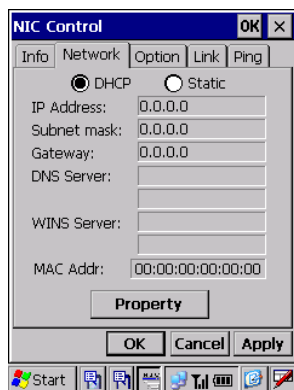 NIC Control OK
Info Network Option Link Ping
DHCP Static
IP Address: 0.0.0.0
Subnet mask: 0.0.0.0
Gateway: 0.0.0.0
DNS Server:
WINS Server:
MAC Addr: 00:00:00:00:00:00
Property
OK Cancel Apply
Start